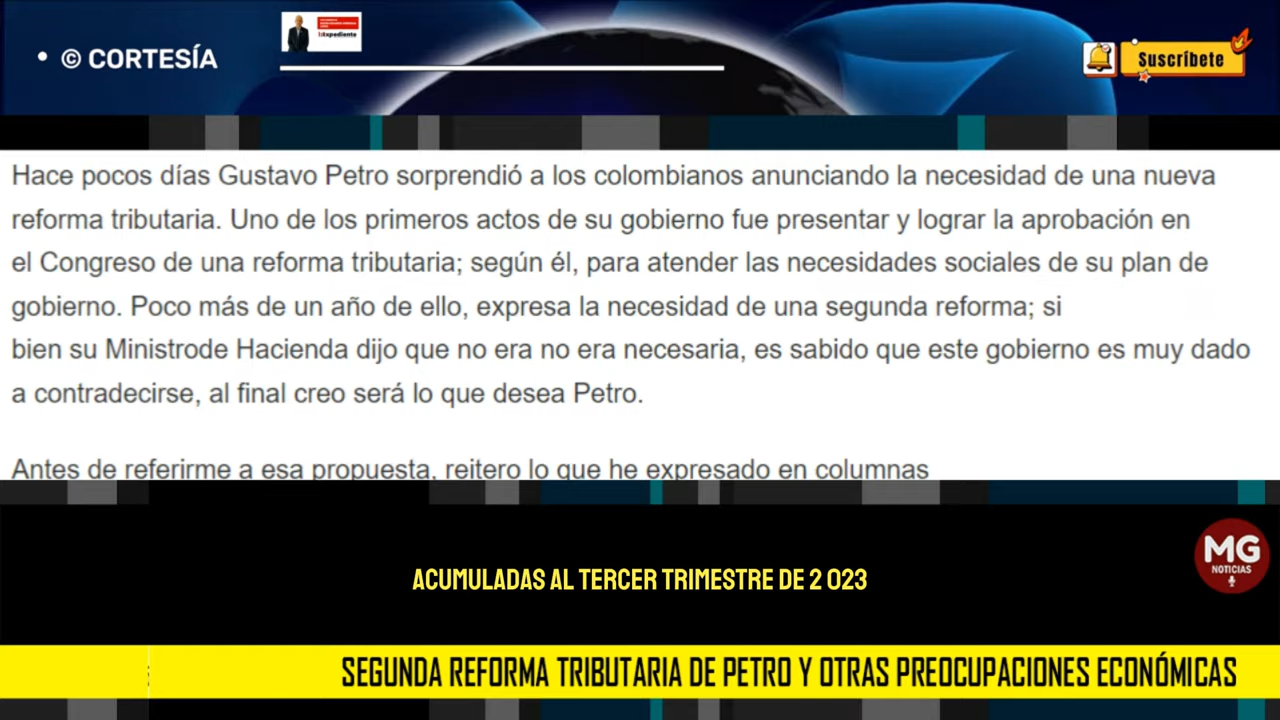 • © CORTESÍA
Suscríbete
Hace pocos días Gustavo Petro sorprendió a los colombianos anunciando la necesidad de una nueva
reforma tributaria. Uno de los primeros actos de su gobierno fue presentar y lograr la aprobación en
el Congreso de una reforma tributaria; según él, para atender las necesidades sociales de su plan de
gobierno. Poco más de un año de ello, expresa la necesidad de una segunda reforma; si
bien su Ministrode Hacienda dijo que no era no era necesaria, es sabido que este gobierno es muy dado
a contradecirse, al final creo será lo que desea Petro.
Antes de referirme a esa propuesta, reitero lo que he expresado en columnas
MG
NOTICIAS
ACUMULADAS AL TERCER TRIMESTRE DE 2 023
SEGUNDA REFORMA TRIBUTARIA DE PETRO Y OTRAS PREOCUPACIONES ECONÓMICAS